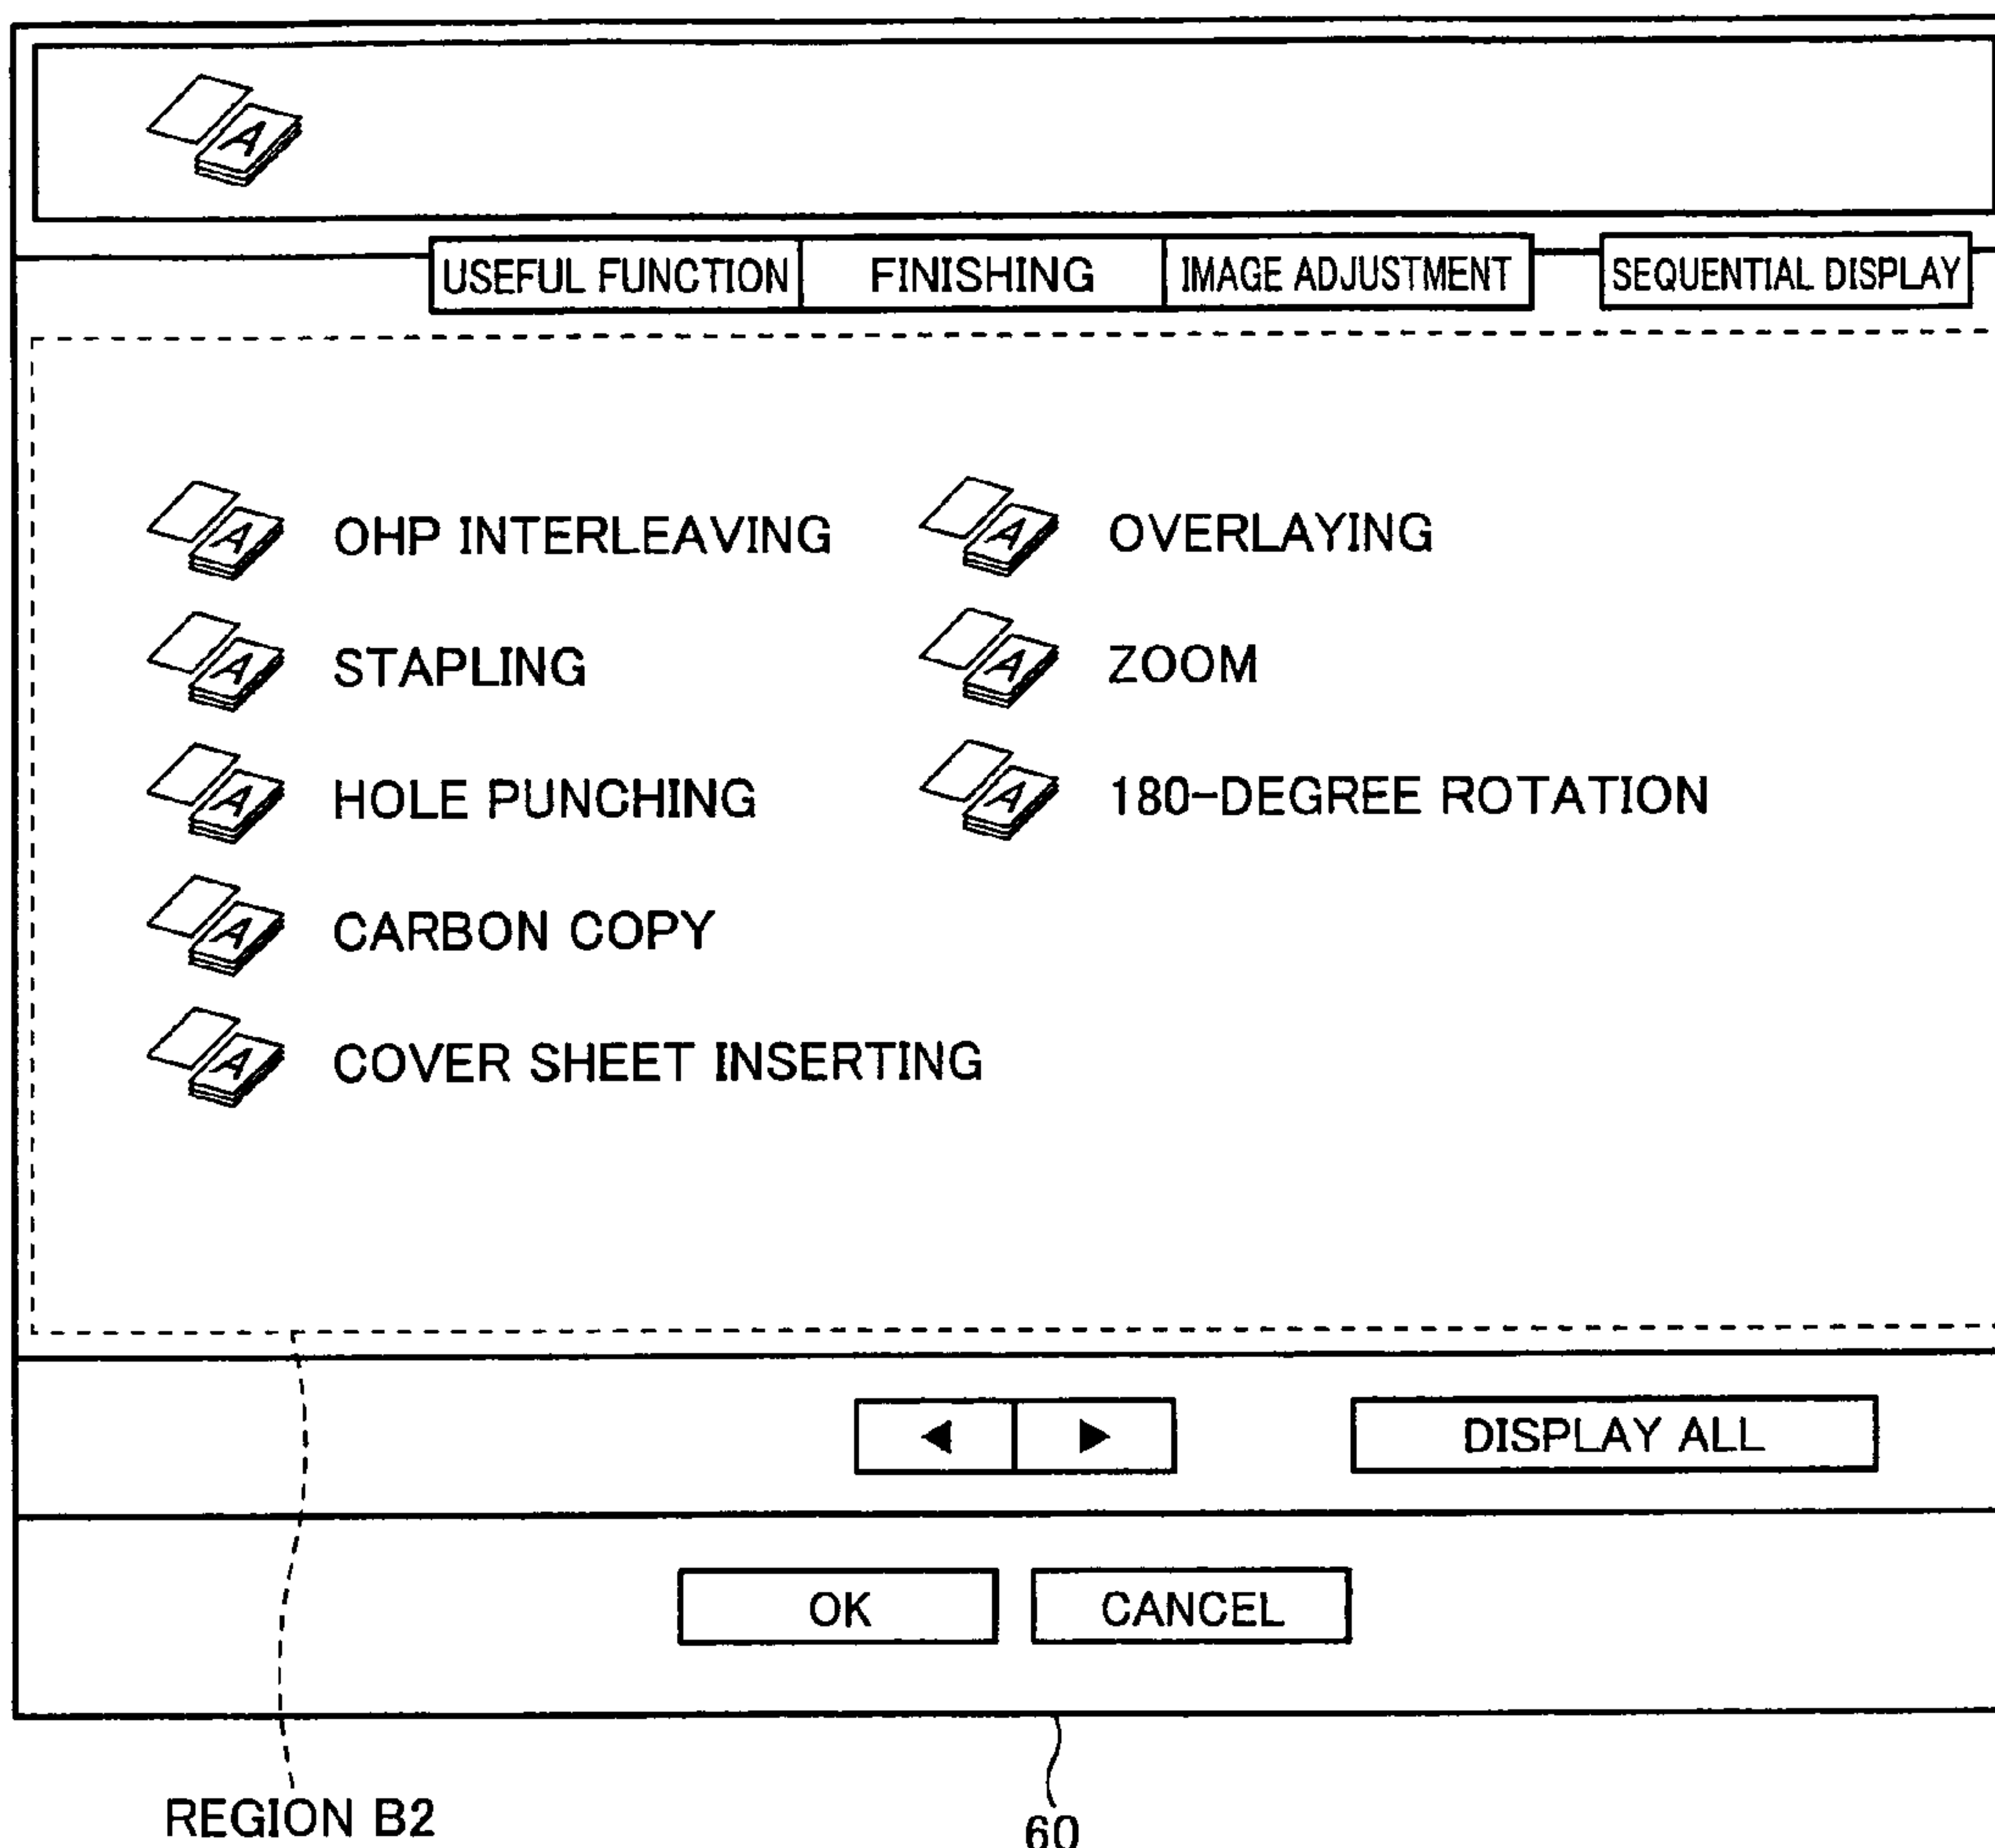 A
USEFUL FUNCTION FINISHING IMAGE ADJUSTMENT SEQUENTIAL DISPLAY
A OHP INTERLEAVING A OVERLAYING
A STAPLING A ZOOM
A HOLE PUNCHING A 180-DEGREE ROTATION
A CARBON COPY
A COVER SHEET INSERTING
DISPLAY ALL
OK CANCEL
REGION B2 60